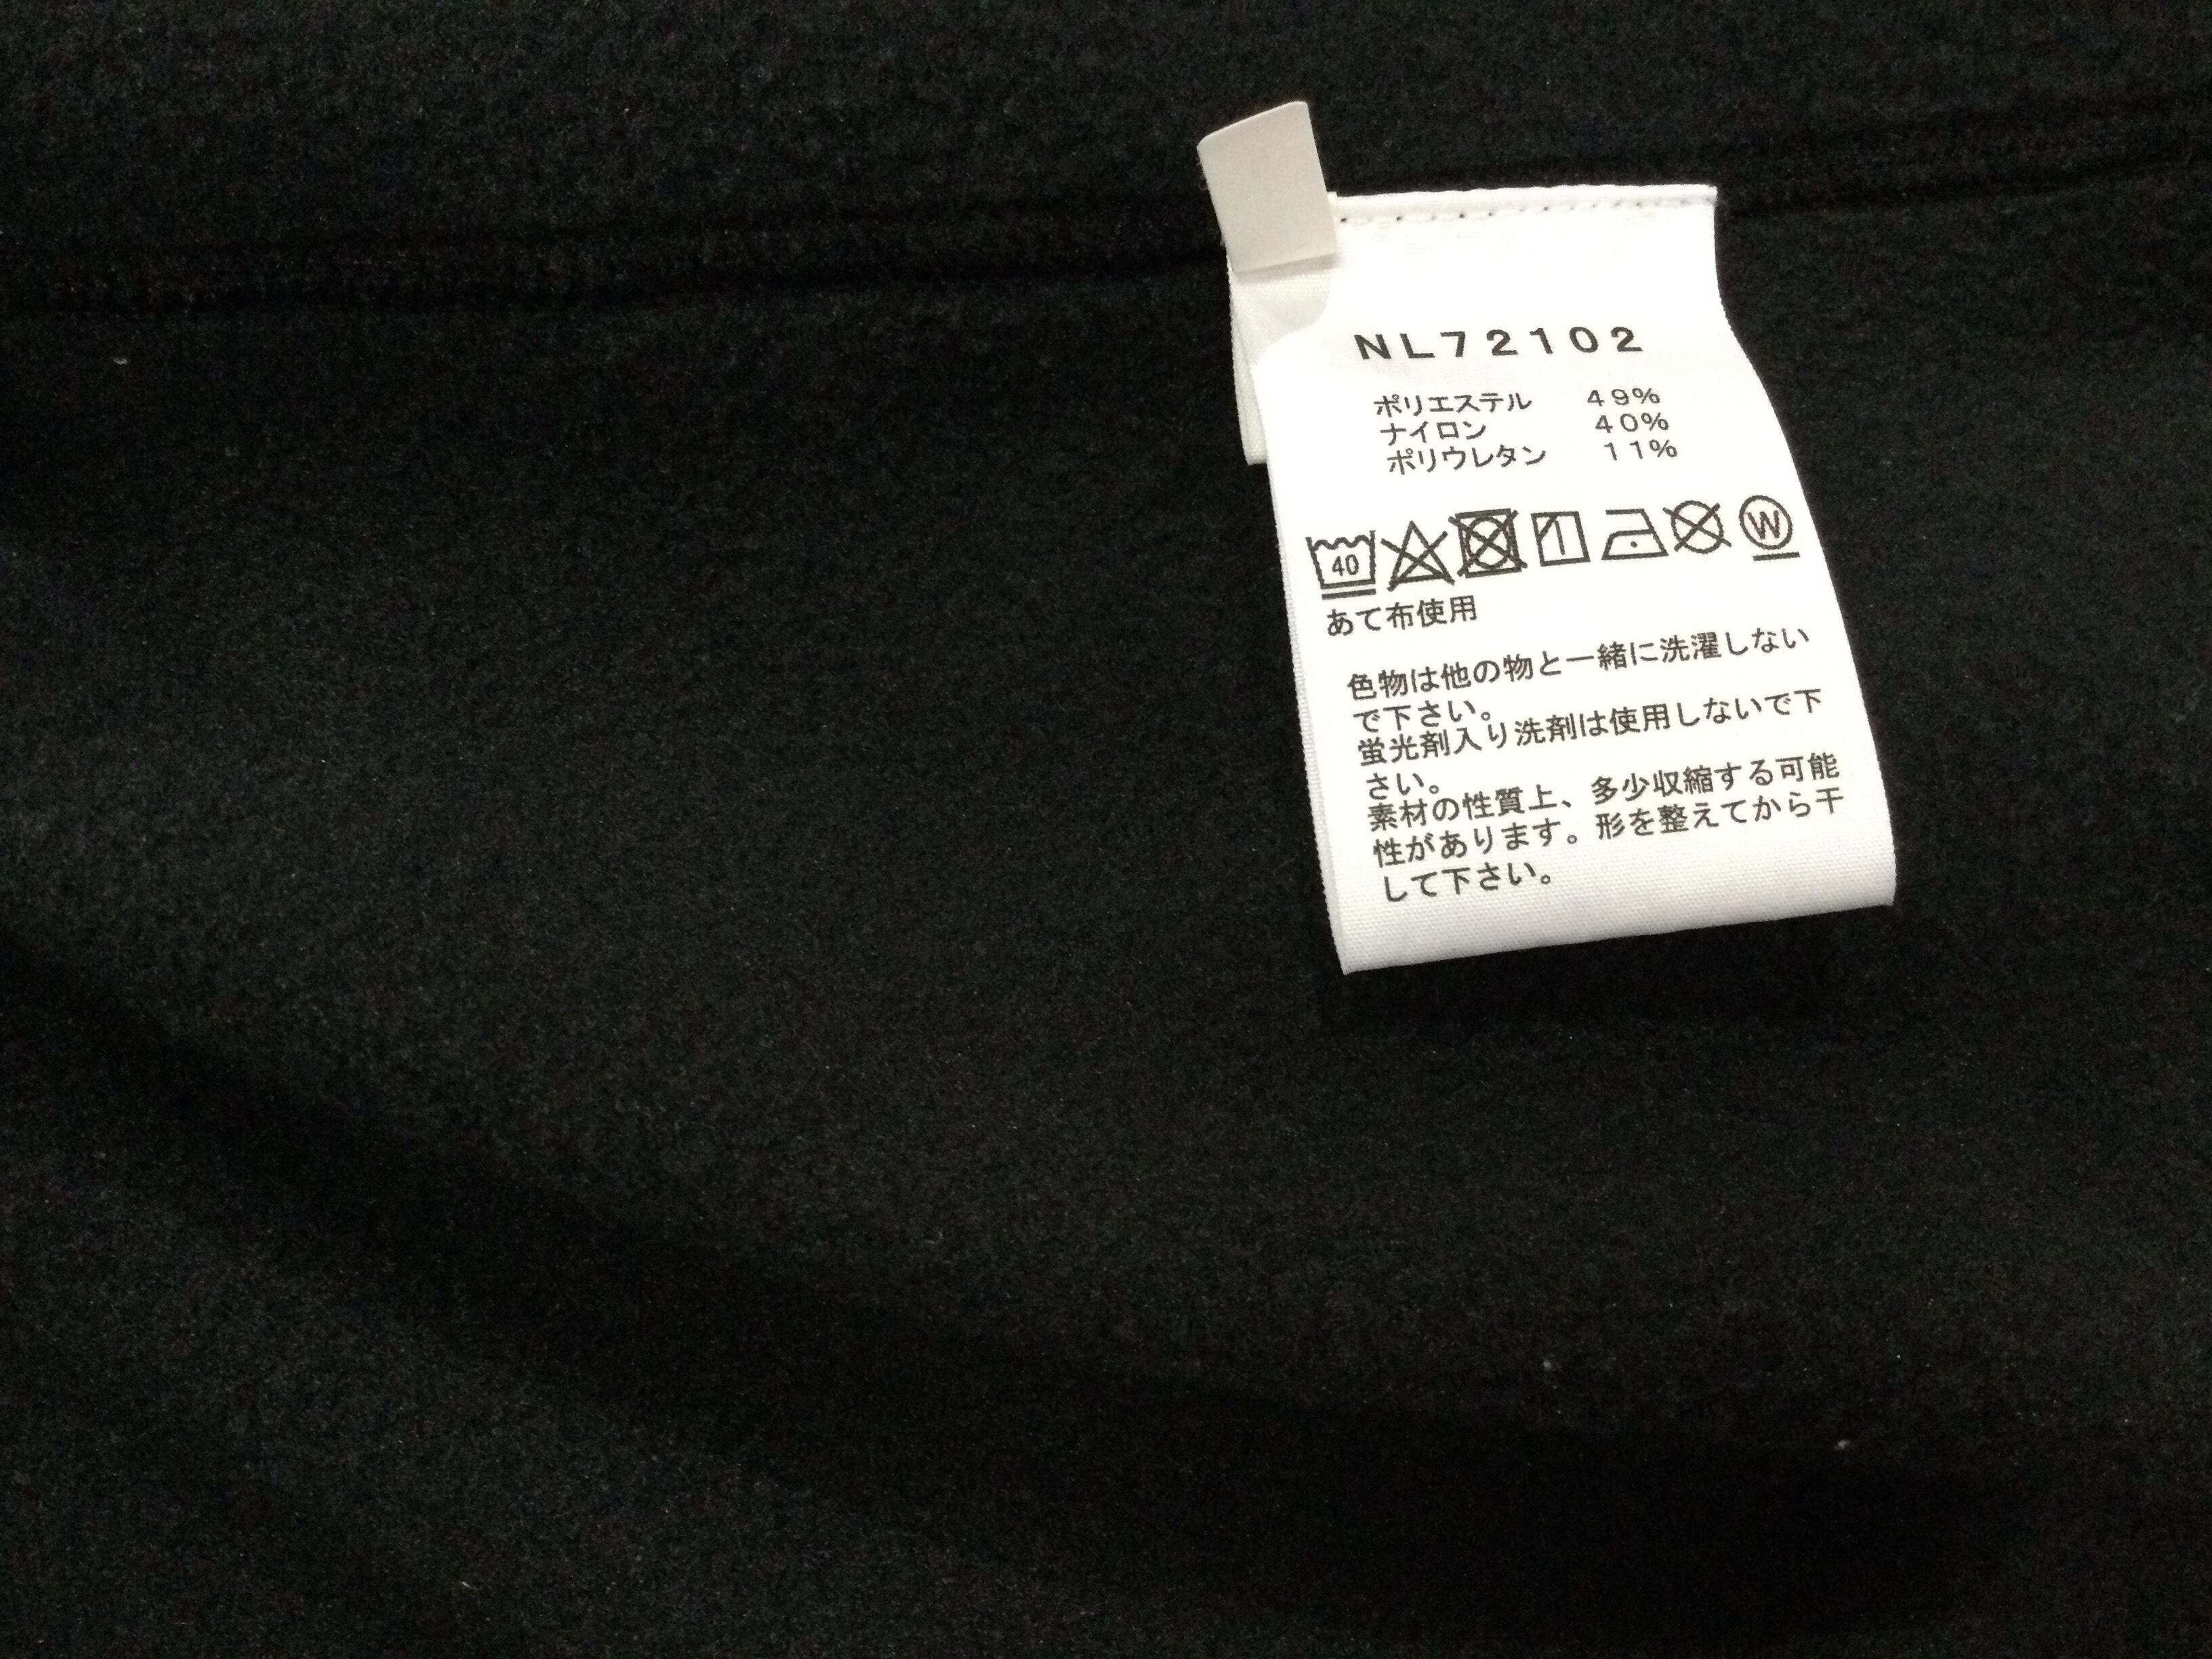 NL72102
ポリエステル 49%
ナイロン 40%
ポリウレタン 11%
40 W
あて布使用
色物は他の物と一緒に洗濯しない
で下さい。
蛍光剤入り洗剤は使用しないで下
さい。
素材の性質上、多少収縮する可能
性があります。形を整えてから干
して下さい。